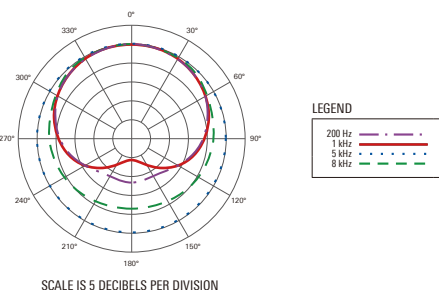 0°
330°
30°
300°
60°
270°
90°
240°
120°
210°
150°
180°
LEGEND
200 Hz
1 kHz
5 kHz
8 kHz
SCALE IS 5 DECIBELS PER DIVISION